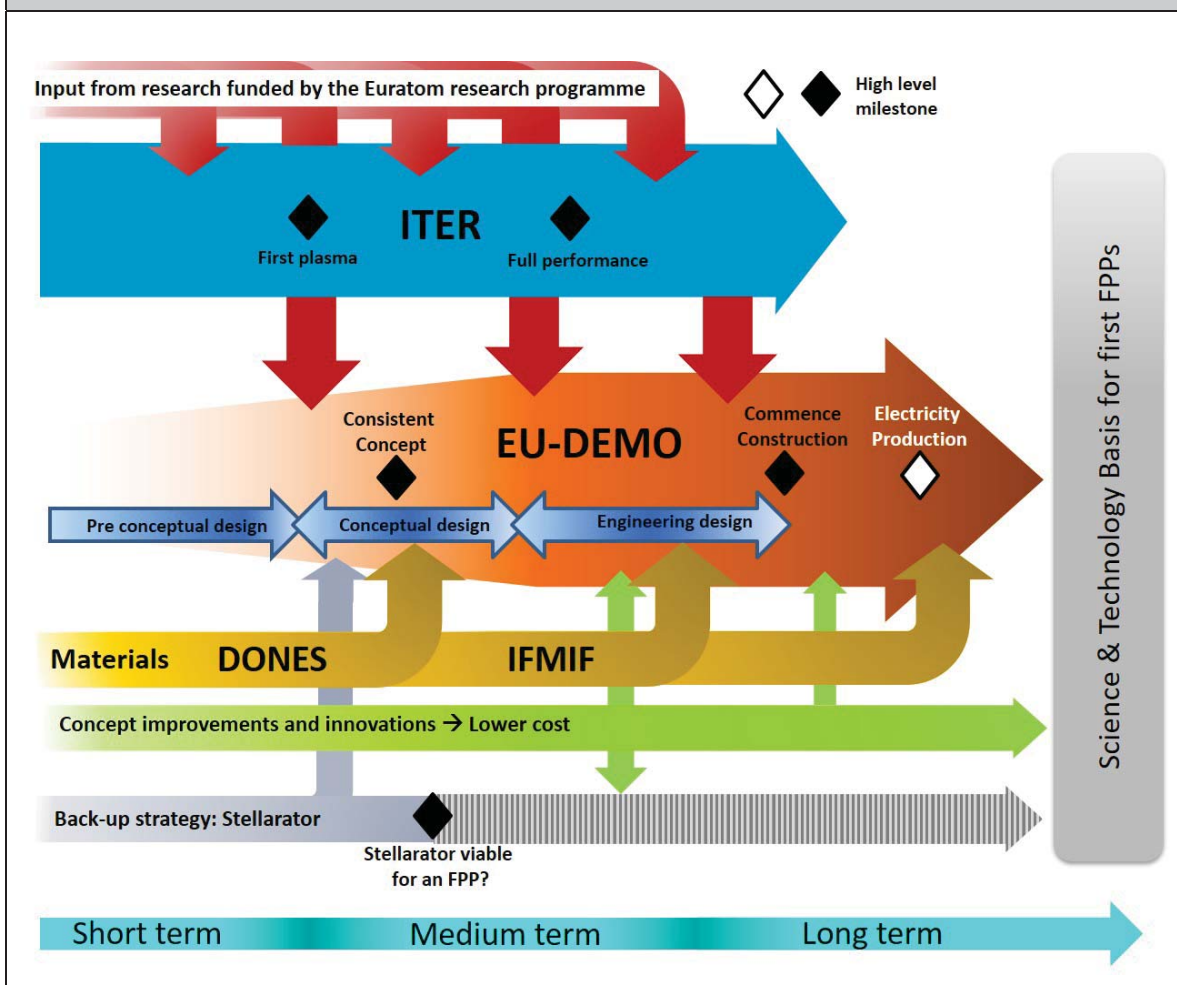 Input from research funded by the Euratom research programme
High level
milestone
ITER
First plasma
Full performance
Consistent
Concept
EU-DEMO
Commence
Construction
Electricity
Production
Pre conceptual design
Conceptual design
Engineering design
Materials
DONES
IFMIF
Concept improvements and innovations → Lower cost
Back-up strategy: Stellarator
Stellarator viable
for an FPP?
Short term
Medium term
Long term
Science & Technology Basis for first FPPs